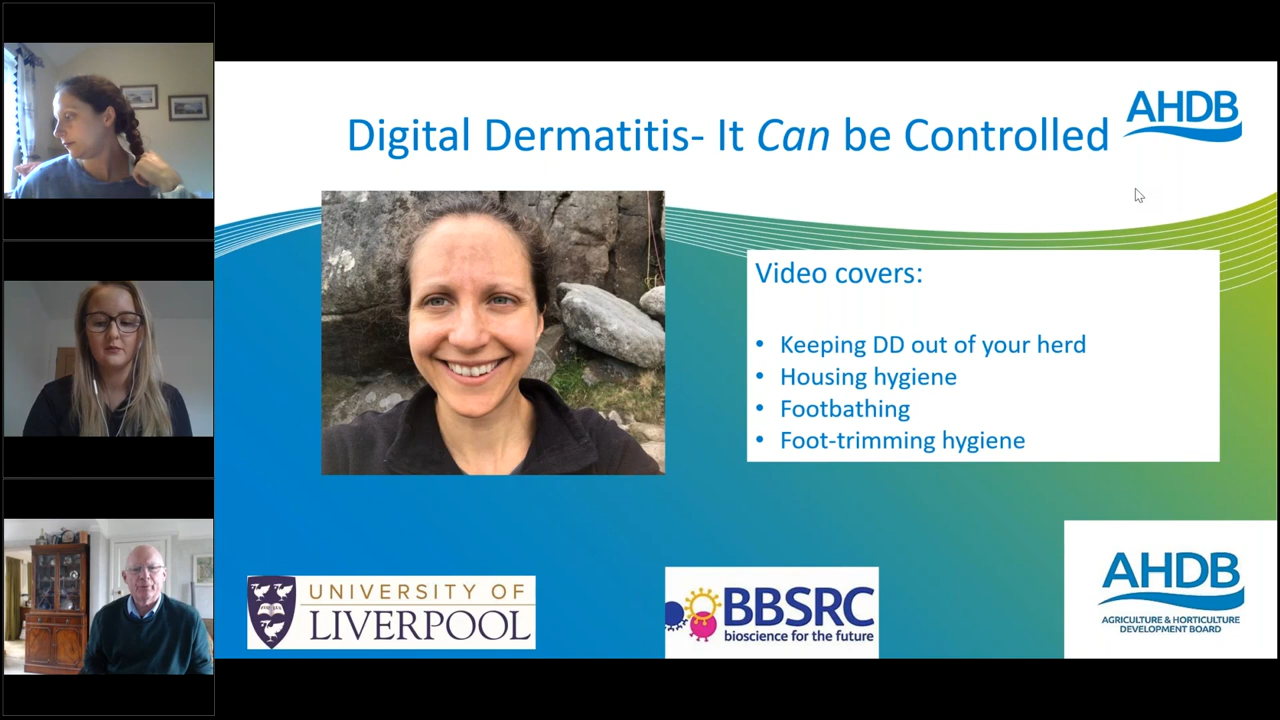 Digital Dermatitis- It Can be Controlled
AHDB
Video covers:
• Keeping DD out of your herd
• Housing hygiene
• Footbathing
• Foot-trimming hygiene
UNIVERSITY OF
LIVERPOOL
BBSRC
bioscience for the future
AHDB
AGRICULTURE & HORTICULTURE
DEVELOPMENT BOARD